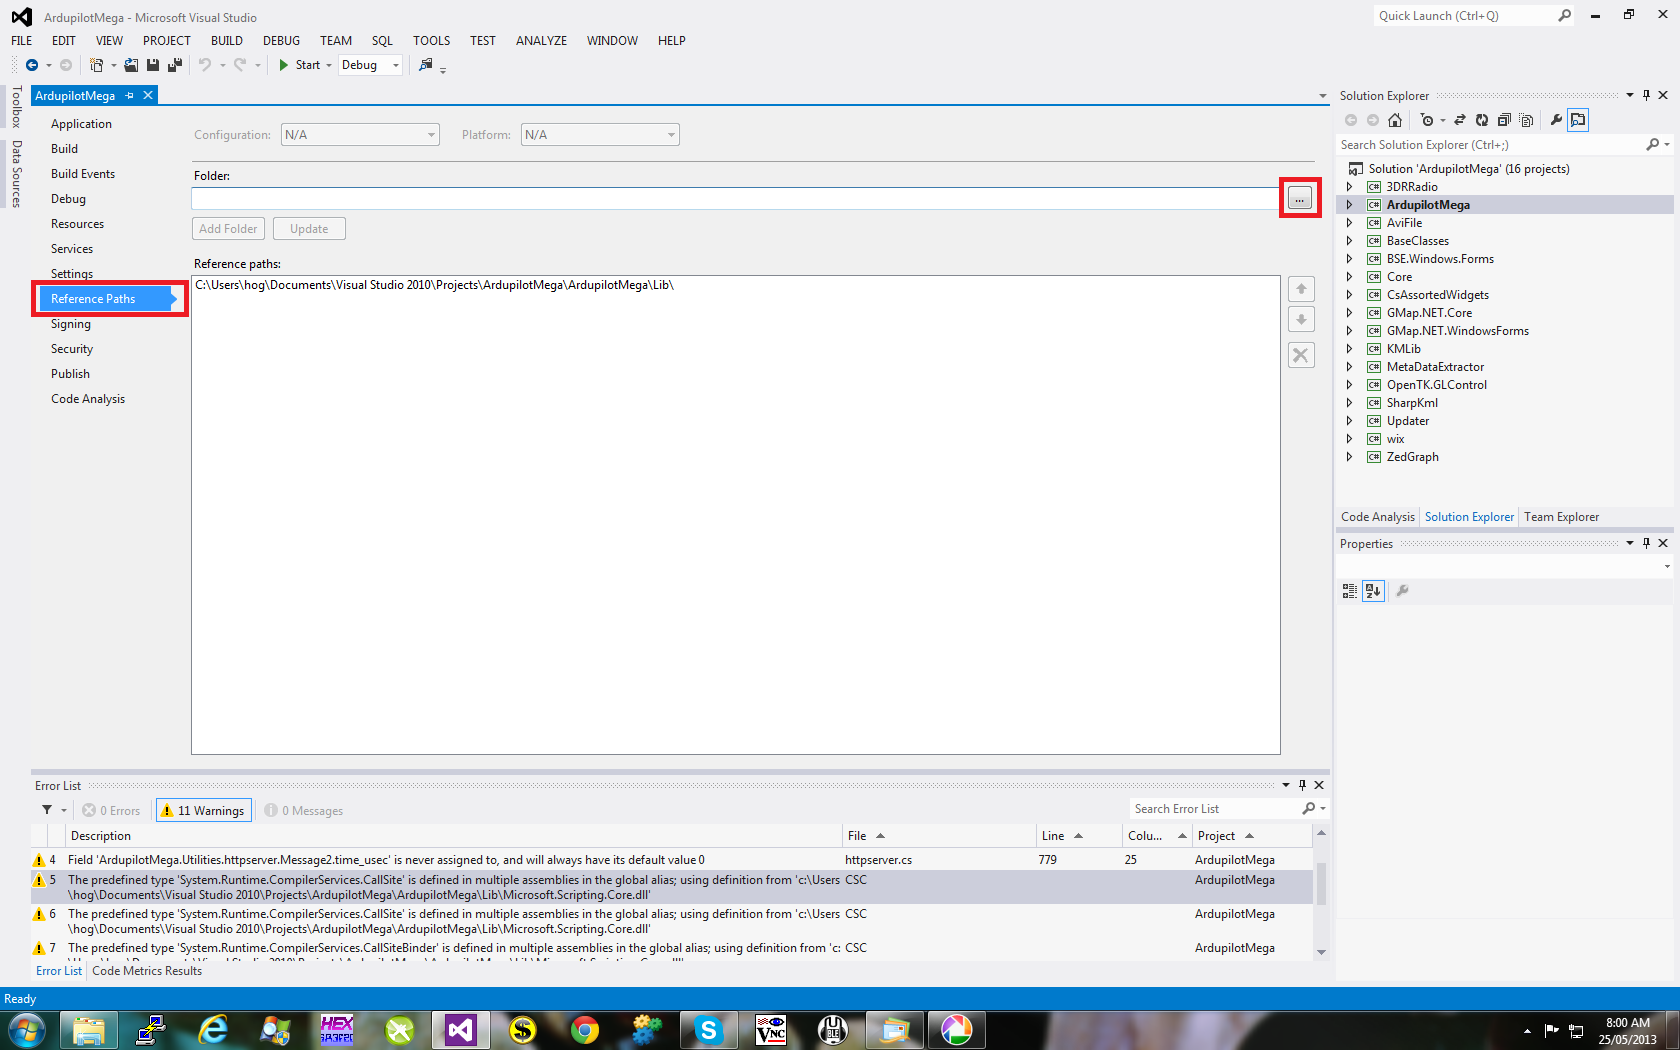 ArdupilotMega - Microsoft Visual Studio
Quick Launch (Ctrl+Q)
FILE EDIT VIEW PROJECT BUILD DEBUG TEAM SQL TOOLS TEST ANALYZE WINDOW HELP
Start Debug
Toolbox
Data Sources
ArdupilotMega
Application
Build
Build Events
Debug
Resources
Services
Settings
Reference Paths
Signing
Security
Publish
Code Analysis
Configuration: N/A Platform: N/A
Folder:
...
Add Folder Update
Reference paths:
C:\Users\hog\Documents\Visual Studio 2010\Projects\ArdupilotMega\ArdupilotMega\Lib\
Solution Explorer
Search Solution Explorer (Ctrl+;)
Solution 'ArdupilotMega' (16 projects)
C# 3DRRadio
C# ArdupilotMega
C# AviFile
C# BaseClasses
C# BSE.Windows.Forms
C# Core
C# CsAssortedWidgets
C# GMap.NET.Core
C# GMap.NET.WindowsForms
C# KMLib
C# MetaDataExtractor
C# OpenTK.GLControl
C# SharpKml
C# Updater
C# wix
C# ZedGraph
Code Analysis Solution Explorer Team Explorer
Properties
Error List
0 Errors 11 Warnings 0 Messages
Search Error List
Description File Line Colu... Project
4 Field 'ArdupilotMega.Utilities.httpserver.Message2.time_usec' is never assigned to, and will always have its default value 0 httpserver.cs 779 25 ArdupilotMega
5 The predefined type 'System.Runtime.CompilerServices.CallSite' is defined in multiple assemblies in the global alias; using definition from 'c:\Users CSC ArdupilotMega
\hog\Documents\Visual Studio 2010\Projects\ArdupilotMega\ArdupilotMega\Lib\Microsoft.Scripting.Core.dll'
6 The predefined type 'System.Runtime.CompilerServices.CallSite' is defined in multiple assemblies in the global alias; using definition from 'c:\Users CSC ArdupilotMega
\hog\Documents\Visual Studio 2010\Projects\ArdupilotMega\ArdupilotMega\Lib\Microsoft.Scripting.Core.dll'
7 The predefined type 'System.Runtime.CompilerServices.CallSiteBinder' is defined in multiple assemblies in the global alias; using definition from 'c: CSC ArdupilotMega
Error List Code Metrics Results
Ready
HEX
VNC
UBLE
8:00 AM
25/05/2013